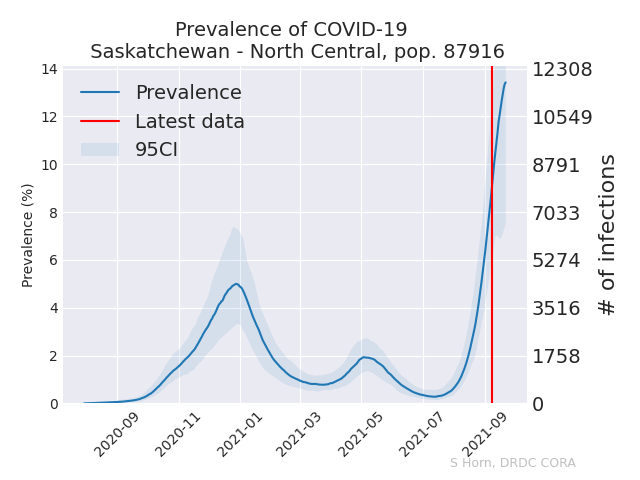 Prevalence of COVID-19
Saskatchewan - North Central, pop. 87916
Prevalence
Latest data
95CI
Prevalence (%)
14
12
10
8
6
4
2
0
12308
10549
8791
7033
5274
3516
1758
0
# of infections
2020-09
2020-11
2021-01
2021-03
2021-05
2021-07
2021-09
S Horn, DRDC CORA